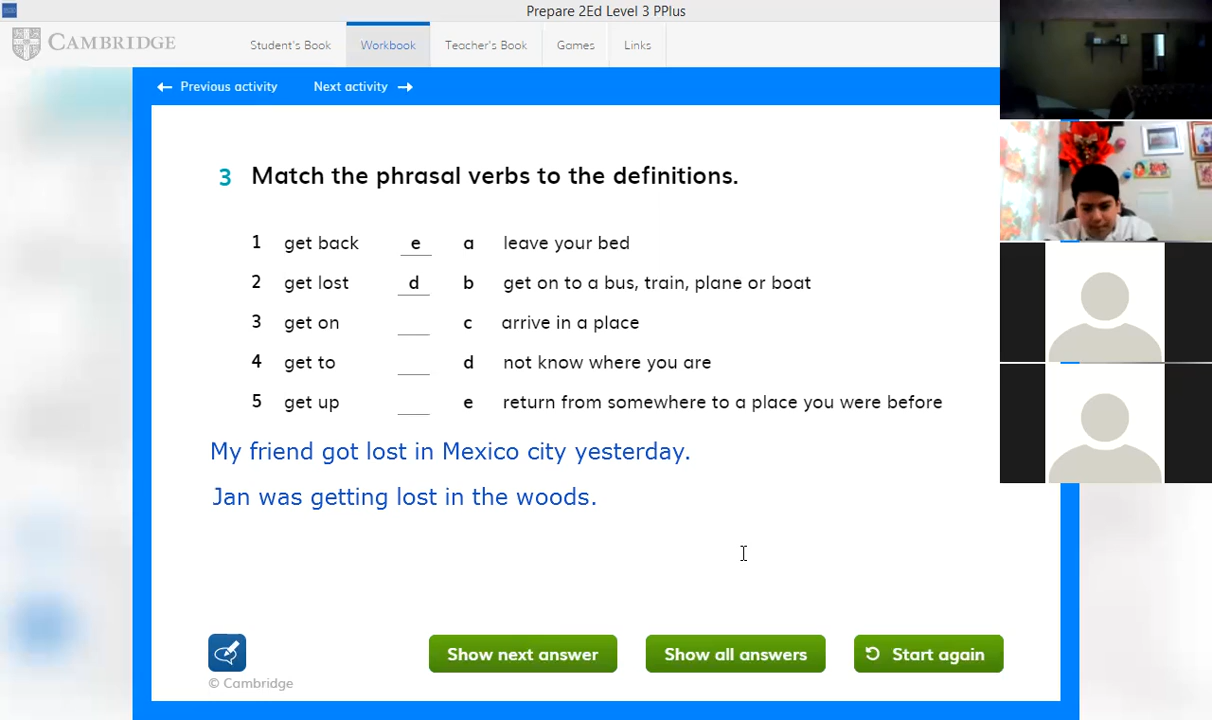 Prepare 2Ed Level 3 PPlus
CAMBRIDGE
Student's Book
Workbook
Teacher's Book
Games
Links
← Previous activity
Next activity →
3 Match the phrasal verbs to the definitions.
1 get back e a leave your bed
2 get lost d b get on to a bus, train, plane or boat
3 get on ___ c arrive in a place
4 get to ___ d not know where you are
5 get up ___ e return from somewhere to a place you were before
My friend got lost in Mexico city yesterday.
Jan was getting lost in the woods.
Show next answer
Show all answers
Start again
© Cambridge